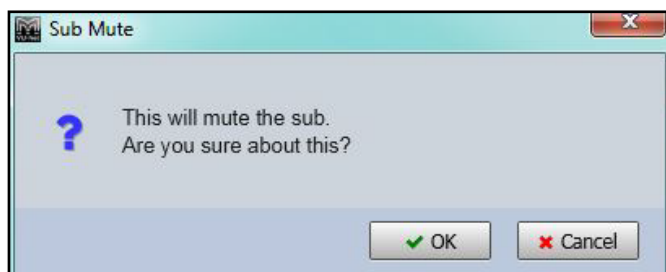 Sub Mute
This will mute the sub.
Are you sure about this?
OK
Cancel